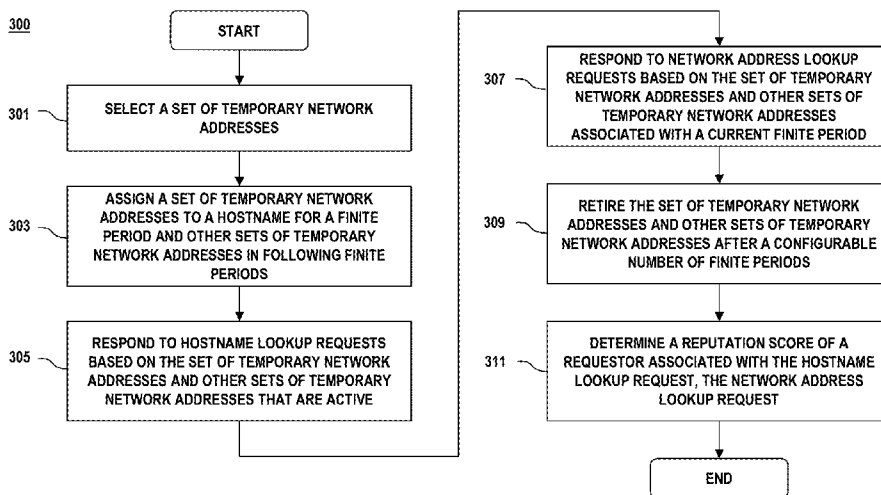 300
START
301
SELECT A SET OF TEMPORARY NETWORK
ADDRESSES
303
ASSIGN A SET OF TEMPORARY NETWORK
ADDRESSES TO A HOSTNAME FOR A FINITE
PERIOD AND OTHER SETS OF TEMPORARY
NETWORK ADDRESSES IN FOLLOWING FINITE
PERIODS
305
RESPOND TO HOSTNAME LOOKUP REQUESTS
BASED ON THE SET OF TEMPORARY NETWORK
ADDRESSES AND OTHER SETS OF TEMPORARY
NETWORK ADDRESSES THAT ARE ACTIVE
307
RESPOND TO NETWORK ADDRESS LOOKUP
REQUESTS BASED ON THE SET OF TEMPORARY
NETWORK ADDRESSES AND OTHER SETS OF
TEMPORARY NETWORK ADDRESSES
ASSOCIATED WITH A CURRENT FINITE PERIOD
309
RETIRE THE SET OF TEMPORARY NETWORK
ADDRESSES AND OTHER SETS OF TEMPORARY
NETWORK ADDRESSES AFTER A CONFIGURABLE
NUMBER OF FINITE PERIODS
311
DETERMINE A REPUTATION SCORE OF A
REQUESTOR ASSOCIATED WITH THE HOSTNAME
LOOKUP REQUEST, THE NETWORK ADDRESS
LOOKUP REQUEST
END